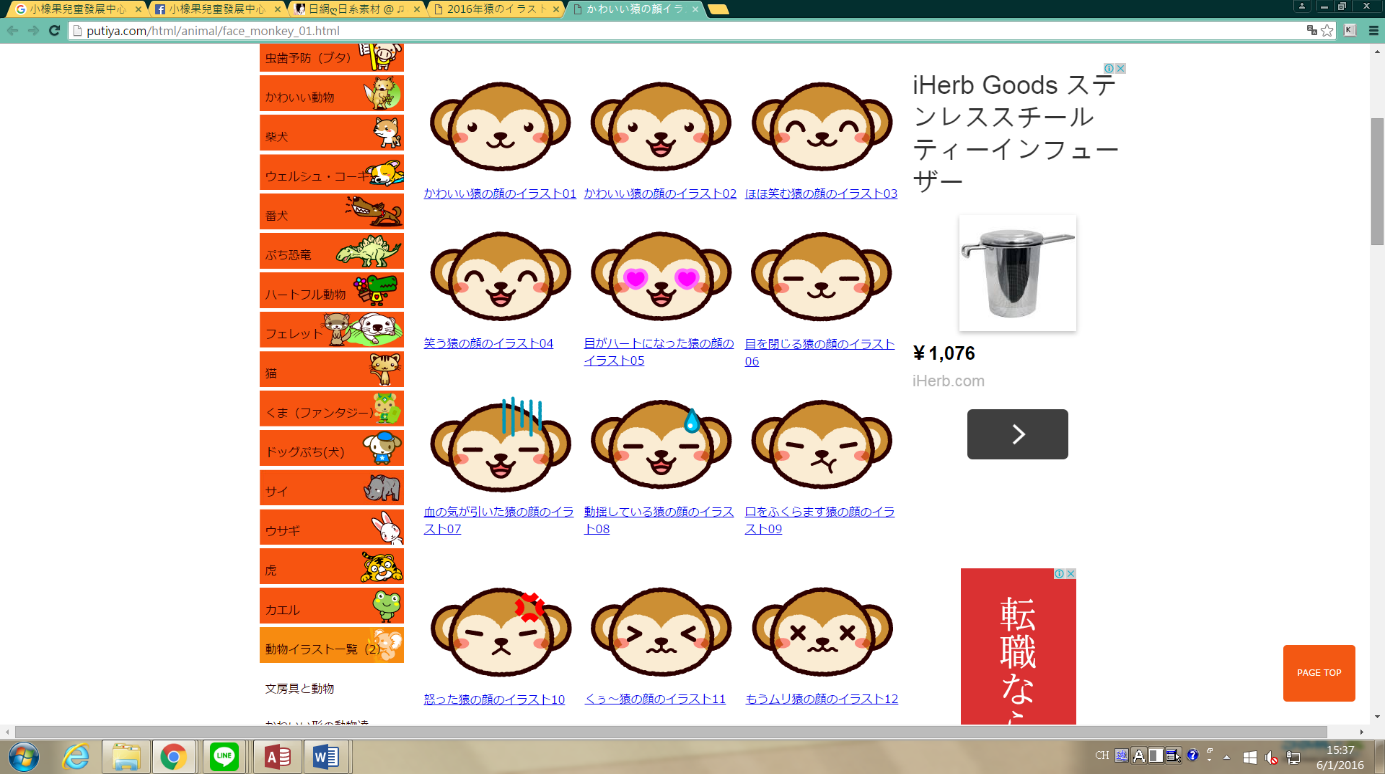 小橡果兒童發展中心
小橡果兒童發展中心
日網ღ日系素材 @ ♫
2016年猿のイラスト
かわいい猿の顔イラ
putiya.com/html/animal/face_monkey_01.html
虫歯予防（ブタ）
かわいい動物
柴犬
ウェルシュ・コーギ
番犬
ぷち恐竜
ハートフル動物
フェレット
猫
くま（ファンタジー）
ドッグぷち(犬)
サイ
ウサギ
虎
カエル
動物イラスト一覧（2）
文房具と動物
かわいい猿の顔のイラスト01
かわいい猿の顔のイラスト02
ほほ笑む猿の顔のイラスト03
笑う猿の顔のイラスト04
目がハートになった猿の顔の
イラスト05
目を閉じる猿の顔のイラスト
06
血の気が引いた猿の顔のイラ
スト07
動揺している猿の顔のイラス
ト08
口をふくらます猿の顔のイラ
スト09
怒った猿の顔のイラスト10
くぅ～猿の顔のイラスト11
もうムリ猿の顔のイラスト12
iHerb Goods ステ
ンレススチール
ティーインフュー
ザー
¥1,076
iHerb.com
転職な
PAGE TOP
LINE
CH
15:37
6/1/2016